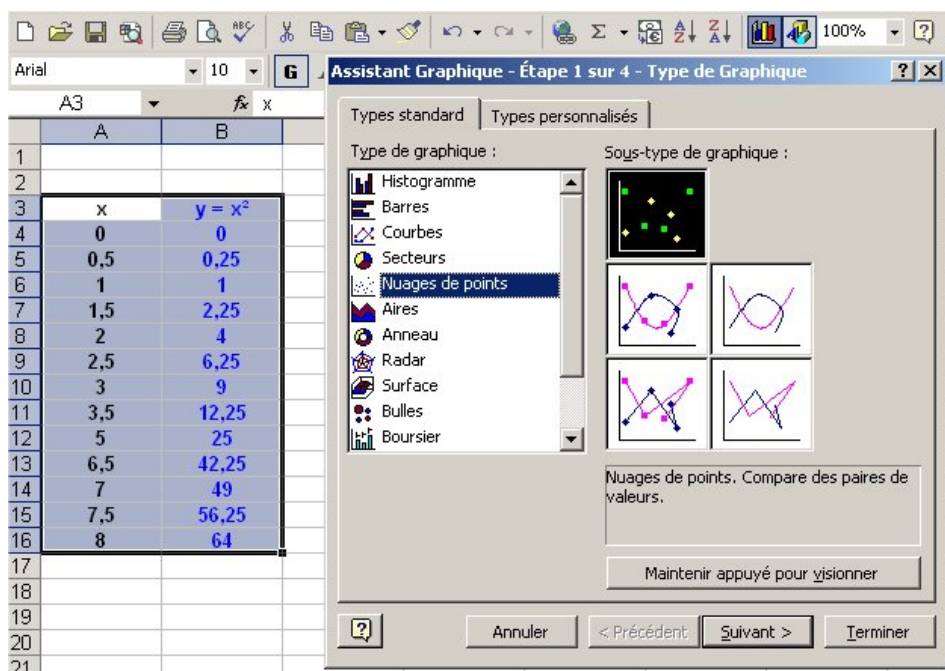 100%
Arial 10 G
Assistant Graphique - Étape 1 sur 4 - Type de Graphique
A3 fx x
A B
1
2
3 x y = x²
4 0 0
5 0,5 0,25
6 1 1
7 1,5 2,25
8 2 4
9 2,5 6,25
10 3 9
11 3,5 12,25
12 5 25
13 6,5 42,25
14 7 49
15 7,5 56,25
16 8 64
17
18
19
20
21
Types standard Types personnalisés
Type de graphique :
Histogramme
Barres
Courbes
Secteurs
Nuages de points
Aires
Anneau
Radar
Surface
Bulles
Boursier
Sous-type de graphique :
Nuages de points. Compare des paires de
valeurs.
Maintenir appuyé pour visionner
Annuler < Précédent Suivant > Terminer